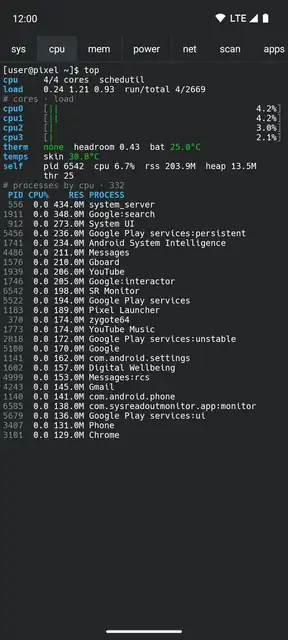 12:00 LTE
sys cpu mem power net scan apps
[user@pixel ~]$ top
cpu 4/4 cores schedutil
load 0.24 1.21 0.93 run/total 4/2669
# cores · load
cpu0 [|| 4.2%]
cpu1 [|| 4.2%]
cpu2 [| 3.0%]
cpu3 [| 2.1%]
therm none headroom 0.43 bat 25.0°C
temps skin 30.8°C
self pid 6542 cpu 6.7% rss 203.9M heap 13.5M
thr 25
# processes by cpu · 332
PID CPU% RES PROCESS
556 0.0 434.0M system_server
1911 0.0 348.0M Google:search
912 0.0 273.0M System UI
5456 0.0 236.0M Google Play services:persistent
1741 0.0 234.0M Android System Intelligence
4486 0.0 211.0M Messages
1576 0.0 210.0M Gboard
1939 0.0 206.0M YouTube
1746 0.0 205.0M Google:interactor
6542 0.0 198.0M SR Monitor
5522 0.0 194.0M Google Play services
1183 0.0 189.0M Pixel Launcher
370 0.0 174.0M zygote64
1773 0.0 174.0M YouTube Music
2818 0.0 172.0M Google Play services:unstable
5108 0.0 170.0M Google
1141 0.0 162.0M com.android.settings
1602 0.0 157.0M Digital Wellbeing
4999 0.0 153.0M Messages:rcs
4243 0.0 145.0M Gmail
1140 0.0 141.0M com.android.phone
6585 0.0 138.0M com.sysreadoutmonitor.app:monitor
5679 0.0 136.0M Google Play services:ui
3407 0.0 131.0M Phone
3101 0.0 129.0M Chrome